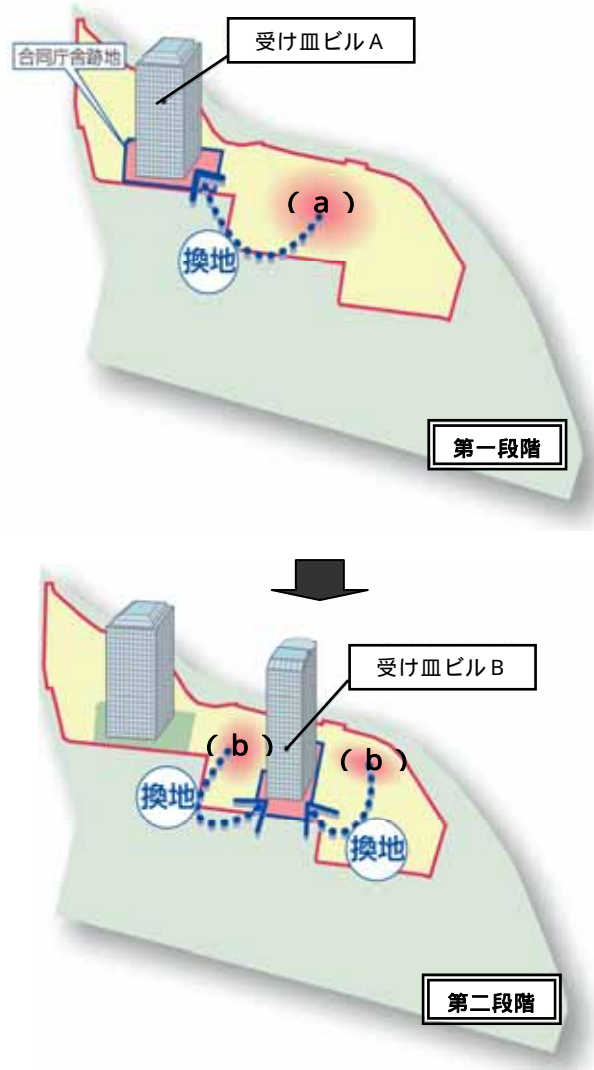 受け皿ビルA
合同庁舎跡地
( a )
換地
第一段階
受け皿ビルB
( b )
( b )
換地
換地
第二段階